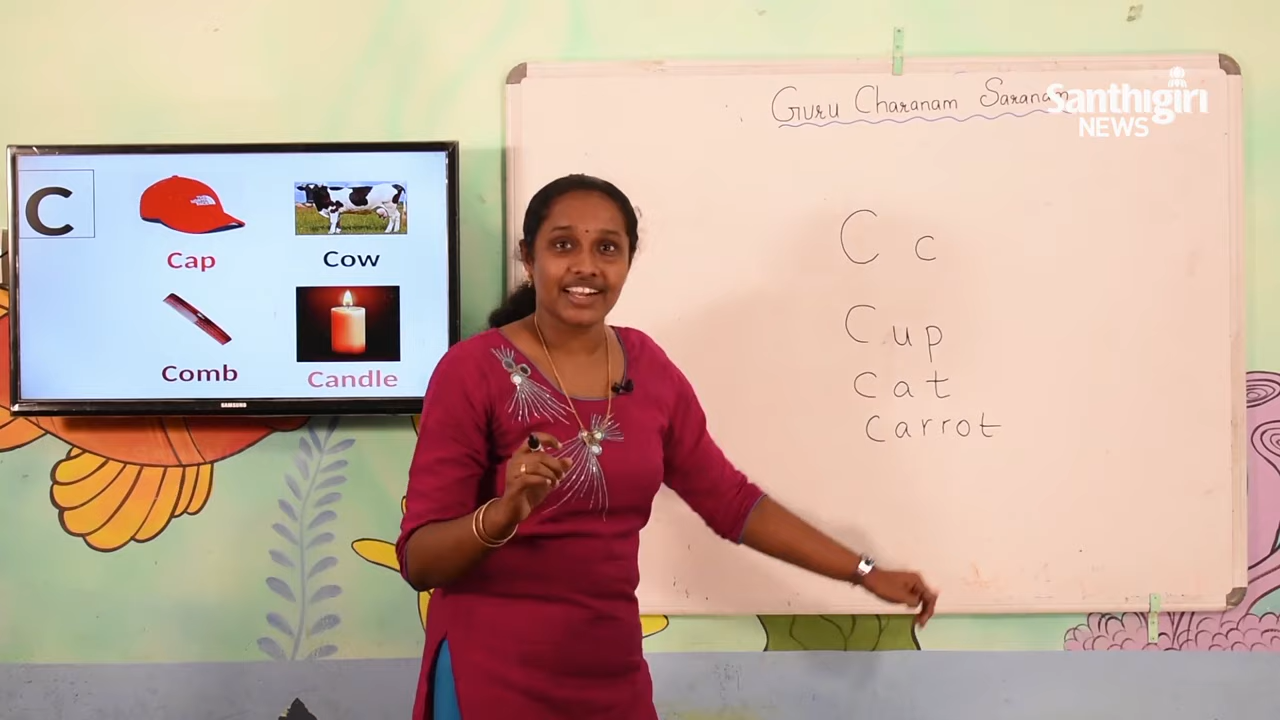 C
Cap
Cow
Comb
Candle
SAMSUNG
Guru Charanam Saranam
Santhigiri
NEWS
C c
Cup
Cat
Carrot